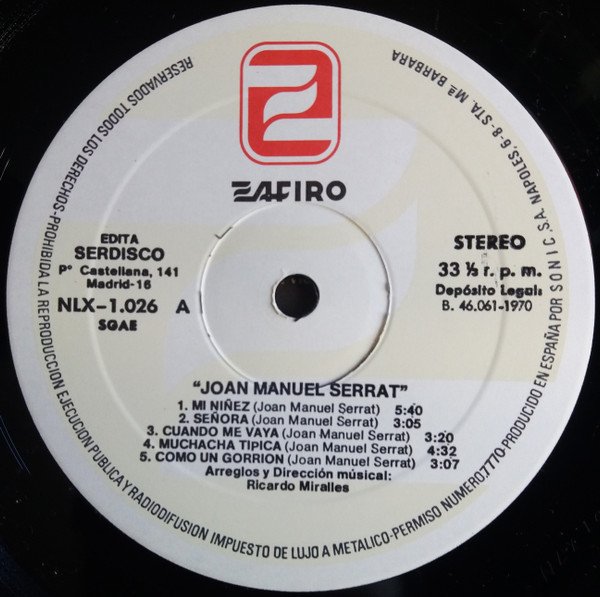 ZAFIRO
EDITA
SERDISCO
Pº Castellana, 141
Madrid-16
NLX-1.026 A
SGAE
STEREO
33 ⅓ r. p. m.
Depósito Legal:
B. 46.061-1970
"JOAN MANUEL SERRAT"
1. MI NIÑEZ (Joan Manuel Serrat) 5:40
2. SEÑORA (Joan Manuel Serrat) 3:05
3. CUANDO ME VAYA (Joan Manuel Serrat) 3:20
4. MUCHACHA TIPICA (Joan Manuel Serrat) 4:32
5. COMO UN GORRION (Joan Manuel Serrat) 3:07
Arreglos y Dirección músical:
Ricardo Miralles
RESERVADOS TODOS LOS DERECHOS-PROHIBIDA LA REPRODUCCION EJECUCION PUBLICA Y RADIODIFUSION IMPUESTO DE LUJO A METALICO-PERMISO NUMERO 7770-PRODUCIDO EN ESPAÑA POR SONIC S.A. NAPOLES, 6-8-STA. Mª BARBARA